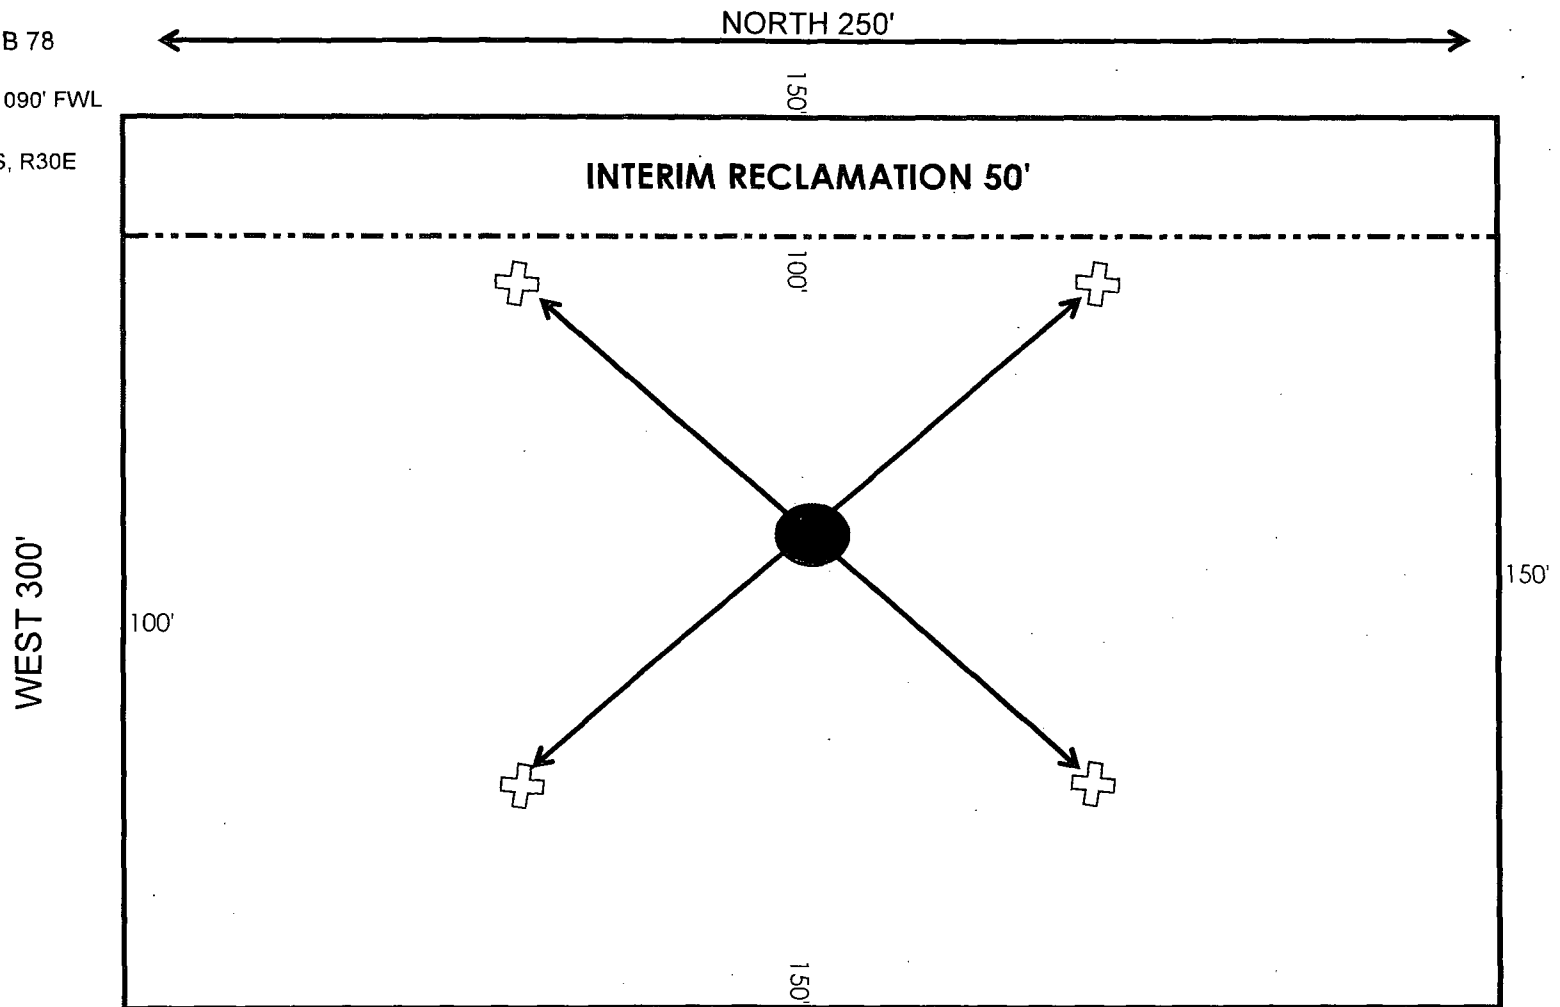 NORTH 250'
B 78
090' FWL
S, R30E
150'
INTERIM RECLAMATION 50'
100'
WEST 300'
100'
150'
150'